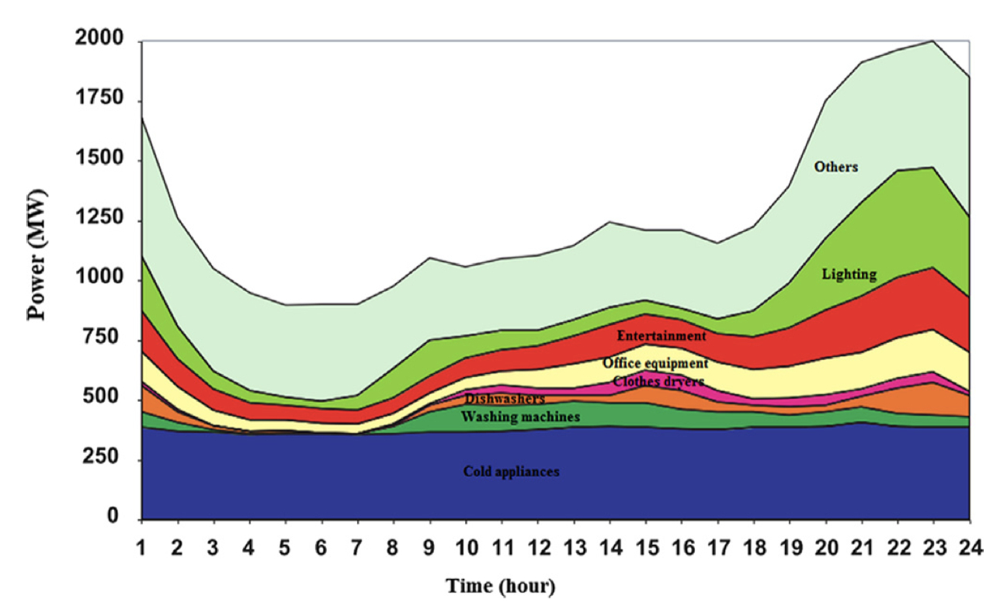 2000
1750
1500
1250
1000
750
500
250
0
Power (MW)
Others
Lighting
Entertainment
Office equipment
Clothes dryers
Dishwashers
Washing machines
Cold appliances
1 2 3 4 5 6 7 8 9 10 11 12 13 14 15 16 17 18 19 20 21 22 23 24
Time (hour)